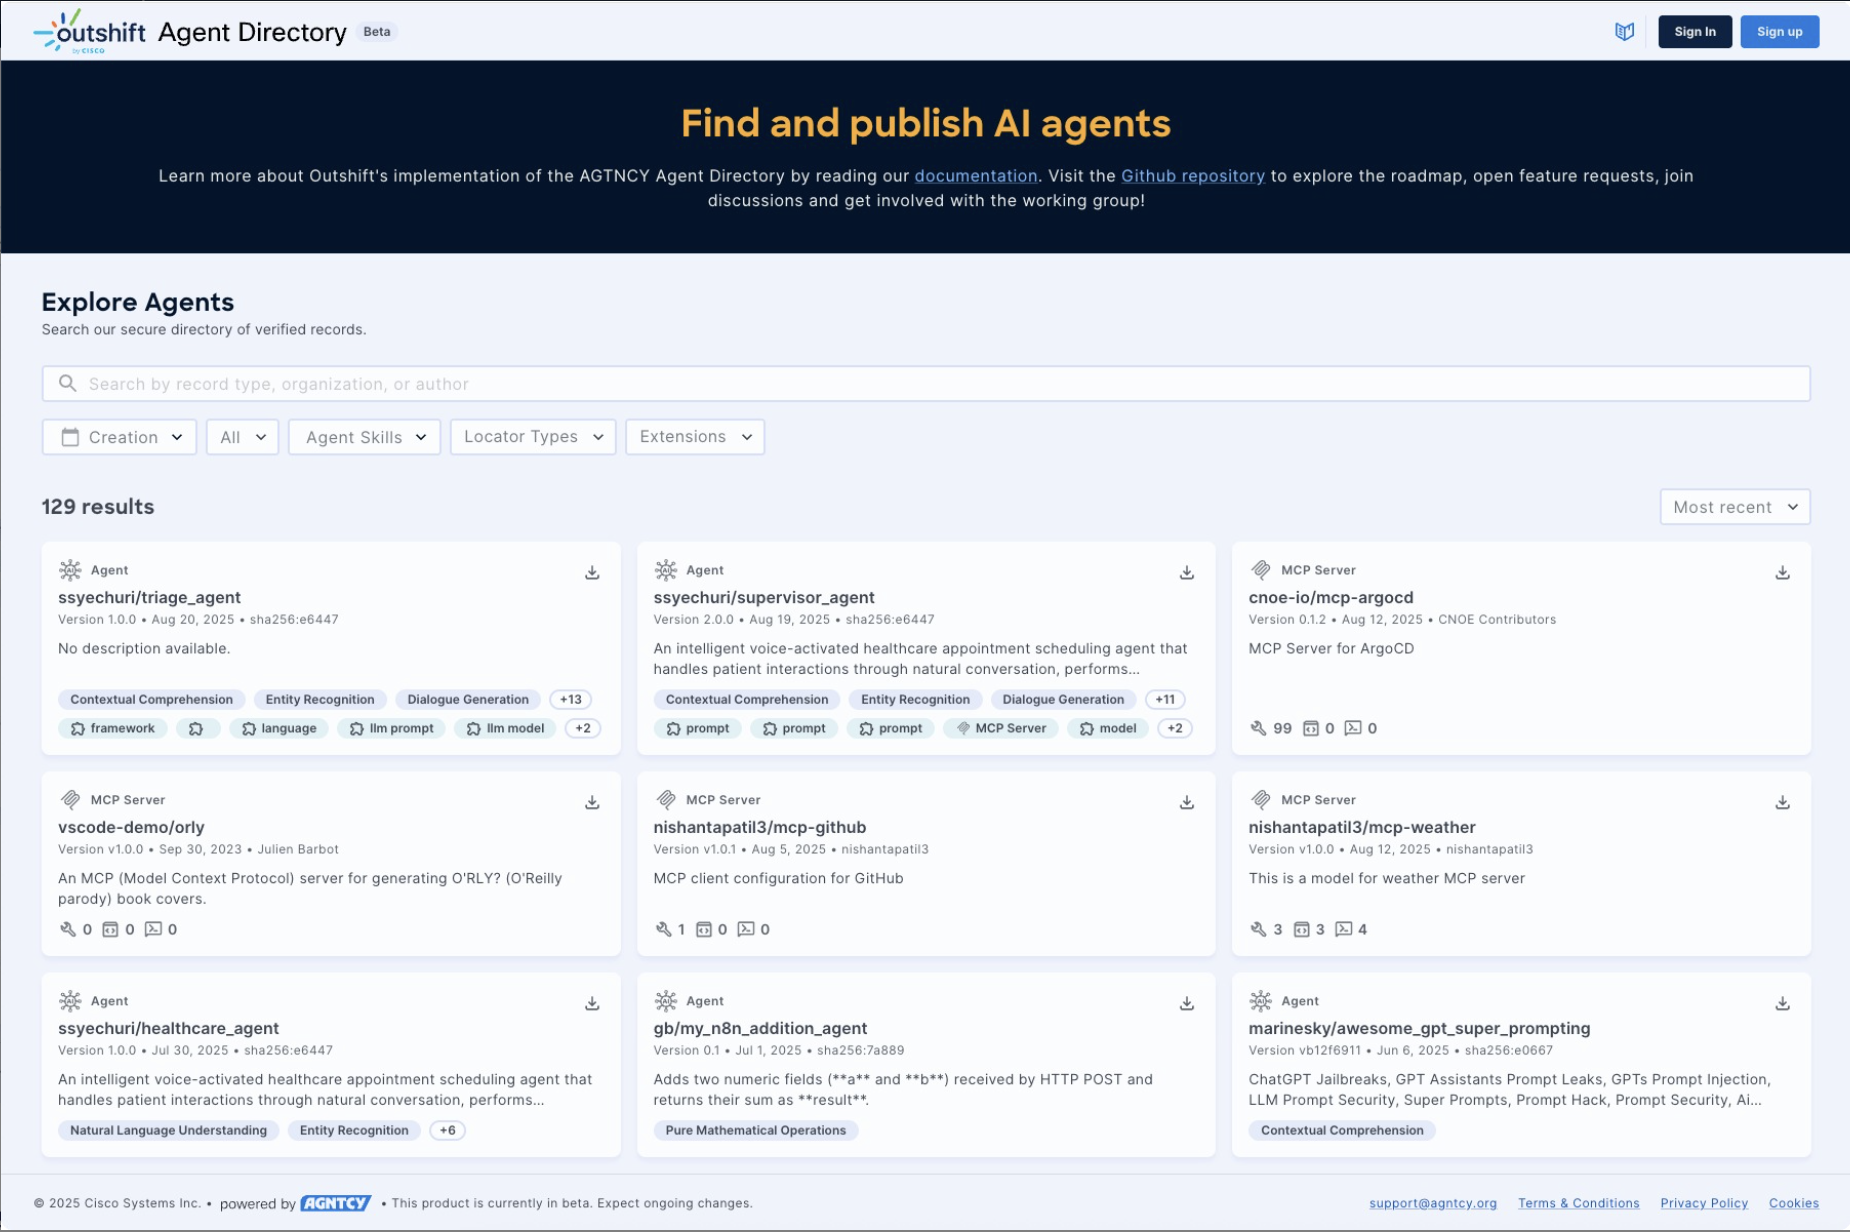 outshift
by CISCO
Agent Directory
Beta
Sign In
Sign up
Find and publish AI agents
Learn more about Outshift's implementation of the AGTNCY Agent Directory by reading our documentation. Visit the Github repository to explore the roadmap, open feature requests, join
discussions and get involved with the working group!
Explore Agents
Search our secure directory of verified records.
Search by record type, organization, or author
Creation
All
Agent Skills
Locator Types
Extensions
129 results
Most recent
Agent
ssyechuri/triage_agent
Version 1.0.0 • Aug 20, 2025 • sha256:e6447
No description available.
Contextual Comprehension
Entity Recognition
Dialogue Generation
+13
framework
language
llm prompt
llm model
+2
Agent
ssyechuri/supervisor_agent
Version 2.0.0 • Aug 19, 2025 • sha256:e6447
An intelligent voice-activated healthcare appointment scheduling agent that
handles patient interactions through natural conversation, performs...
Contextual Comprehension
Entity Recognition
Dialogue Generation
+11
prompt
prompt
prompt
MCP Server
model
+2
MCP Server
cnoe-io/mcp-argocd
Version 0.1.2 • Aug 12, 2025 • CNOE Contributors
MCP Server for ArgoCD
99
0
0
MCP Server
vscode-demo/orly
Version v1.0.0 • Sep 30, 2023 • Julien Barbot
An MCP (Model Context Protocol) server for generating O'RLY? (O'Reilly
parody) book covers.
0
0
0
MCP Server
nishantapatil3/mcp-github
Version v1.0.1 • Aug 5, 2025 • nishantapatil3
MCP client configuration for GitHub
1
0
0
MCP Server
nishantapatil3/mcp-weather
Version v1.0.0 • Aug 12, 2025 • nishantapatil3
This is a model for weather MCP server
3
3
4
Agent
ssyechuri/healthcare_agent
Version 1.0.0 • Jul 30, 2025 • sha256:e6447
An intelligent voice-activated healthcare appointment scheduling agent that
handles patient interactions through natural conversation, performs...
Natural Language Understanding
Entity Recognition
+6
Agent
gb/my_n8n_addition_agent
Version 0.1 • Jul 1, 2025 • sha256:7a889
Adds two numeric fields (**a** and **b**) received by HTTP POST and
returns their sum as **result**.
Pure Mathematical Operations
Agent
marinesky/awesome_gpt_super_prompting
Version vb12f6911 • Jun 6, 2025 • sha256:e0667
ChatGPT Jailbreaks, GPT Assistants Prompt Leaks, GPTs Prompt Injection,
LLM Prompt Security, Super Prompts, Prompt Hack, Prompt Security, Ai...
Contextual Comprehension
© 2025 Cisco Systems Inc. • powered by AGNTCY • This product is currently in beta. Expect ongoing changes.
support@agntcy.org
Terms & Conditions
Privacy Policy
Cookies